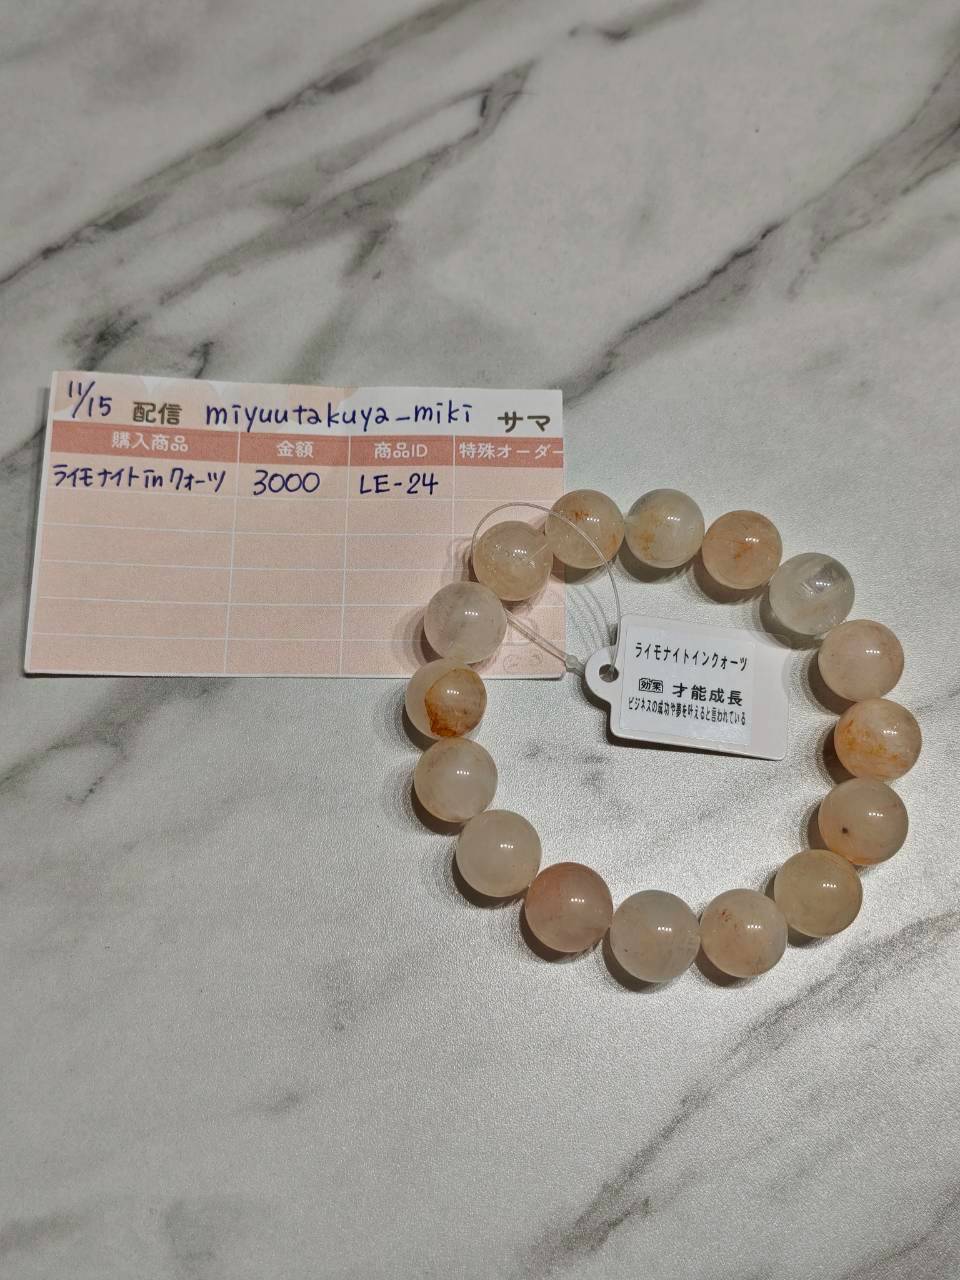 11/15 配信 miyuutakuya_miki サマ
購入商品 金額 商品ID 特殊オーダー
ライモナイトinクォーツ 3000 LE-24
ライモナイトインクォーツ
効果 才能成長
ビジネスの成功や夢を叶えると言われている